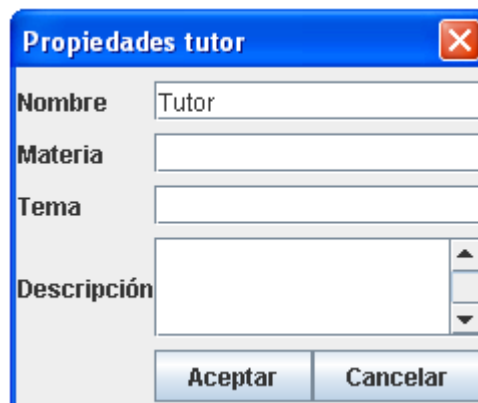 Propiedades tutor
Nombre Tutor
Materia
Tema
Descripción
Aceptar Cancelar